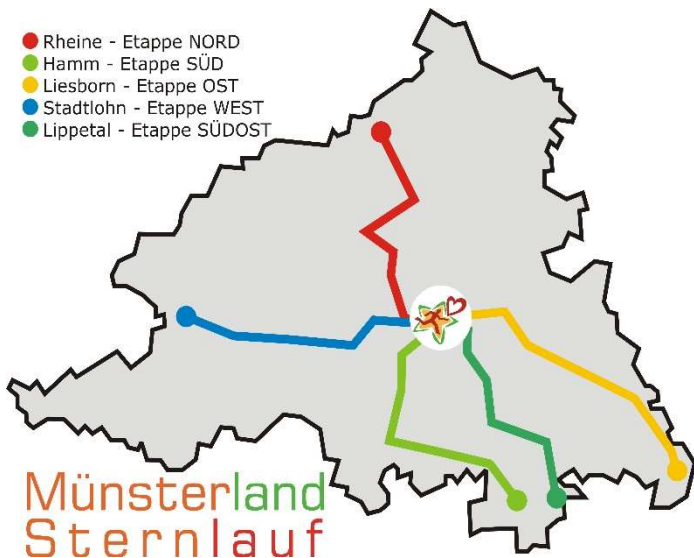 Rheine - Etappe NORD
Hamm - Etappe SÜD
Liesborn - Etappe OST
Stadtlohn - Etappe WEST
Lippetal - Etappe SÜDOST
Münsterland
Sternlauf